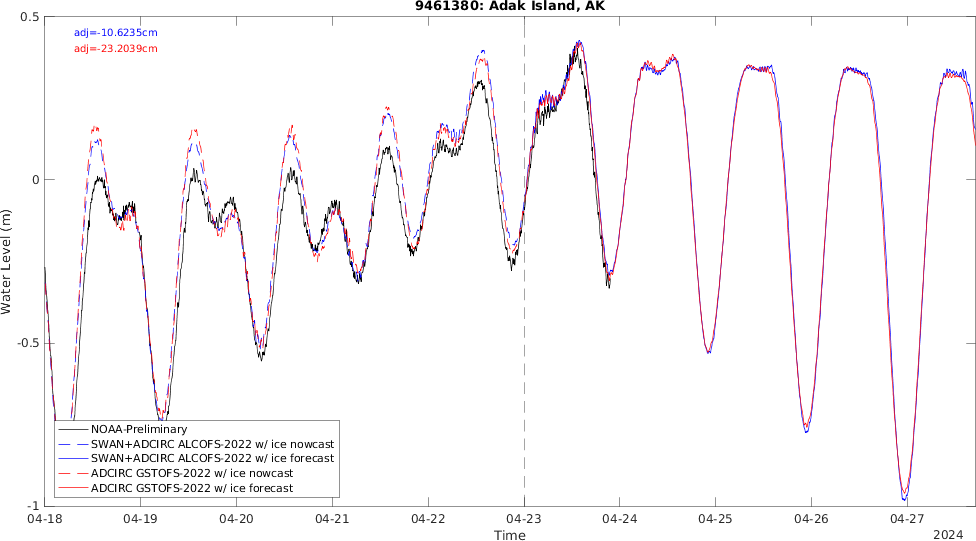 9461380: Adak Island, AK
adj=-10.6235cm
adj=-23.2039cm
0.5
0
-0.5
-1
Water Level (m)
NOAA-Preliminary
SWAN+ADCIRC ALCOFS-2022 w/ ice nowcast
SWAN+ADCIRC ALCOFS-2022 w/ ice forecast
ADCIRC GSTOFS-2022 w/ ice nowcast
ADCIRC GSTOFS-2022 w/ ice forecast
04-18 04-19 04-20 04-21 04-22 04-23 04-24 04-25 04-26 04-27
Time
2024